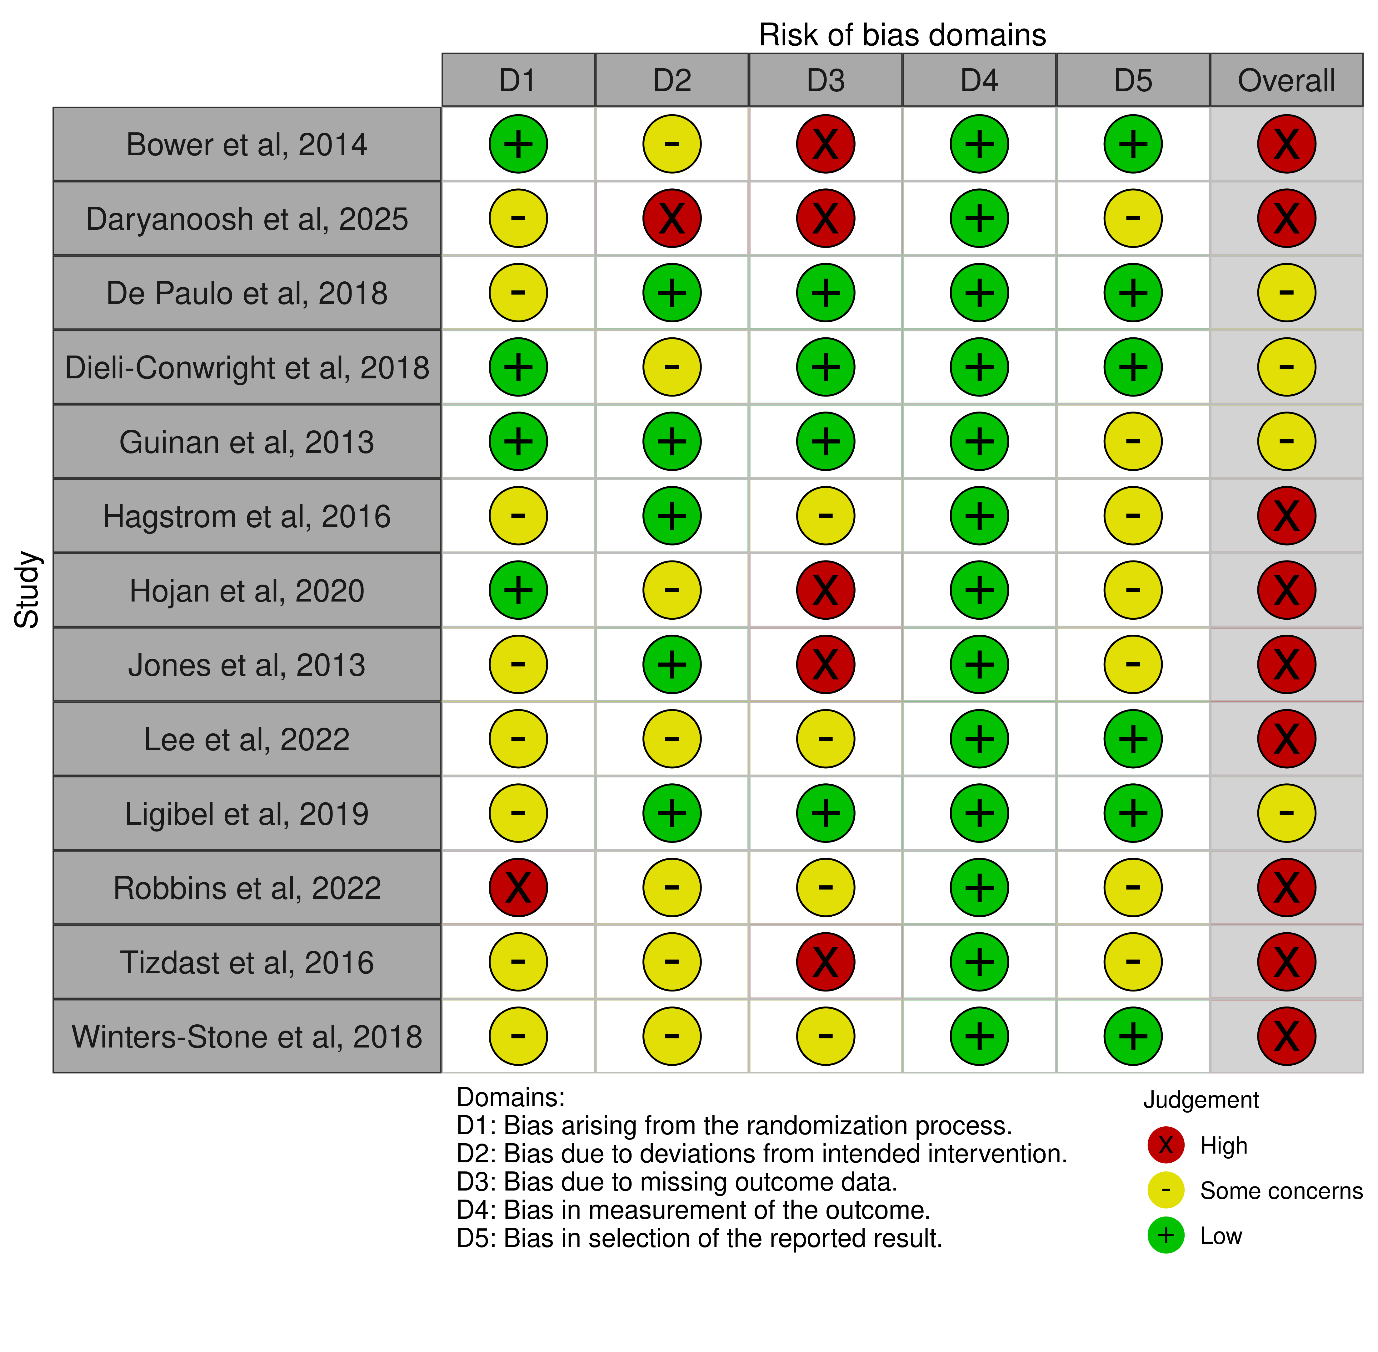 Risk of bias domains
D1 D2 D3 D4 D5 Overall
Bower et al, 2014 + - X + + X
Daryanoosh et al, 2025 - X X + - X
De Paulo et al, 2018 - + + + + -
Dieli-Conwright et al, 2018 + - + + + -
Guinan et al, 2013 + + + + - -
Hagstrom et al, 2016 - + - + - X
Hojan et al, 2020 + - X + - X
Jones et al, 2013 - + X + - X
Lee et al, 2022 - - - + + X
Ligibel et al, 2019 - + + + + -
Robbins et al, 2022 X - - + - X
Tizdast et al, 2016 - - X + - X
Winters-Stone et al, 2018 - - - + + X
Study
Domains:
D1: Bias arising from the randomization process.
D2: Bias due to deviations from intended intervention.
D3: Bias due to missing outcome data.
D4: Bias in measurement of the outcome.
D5: Bias in selection of the reported result.
Judgement
X High
- Some concerns
+ Low